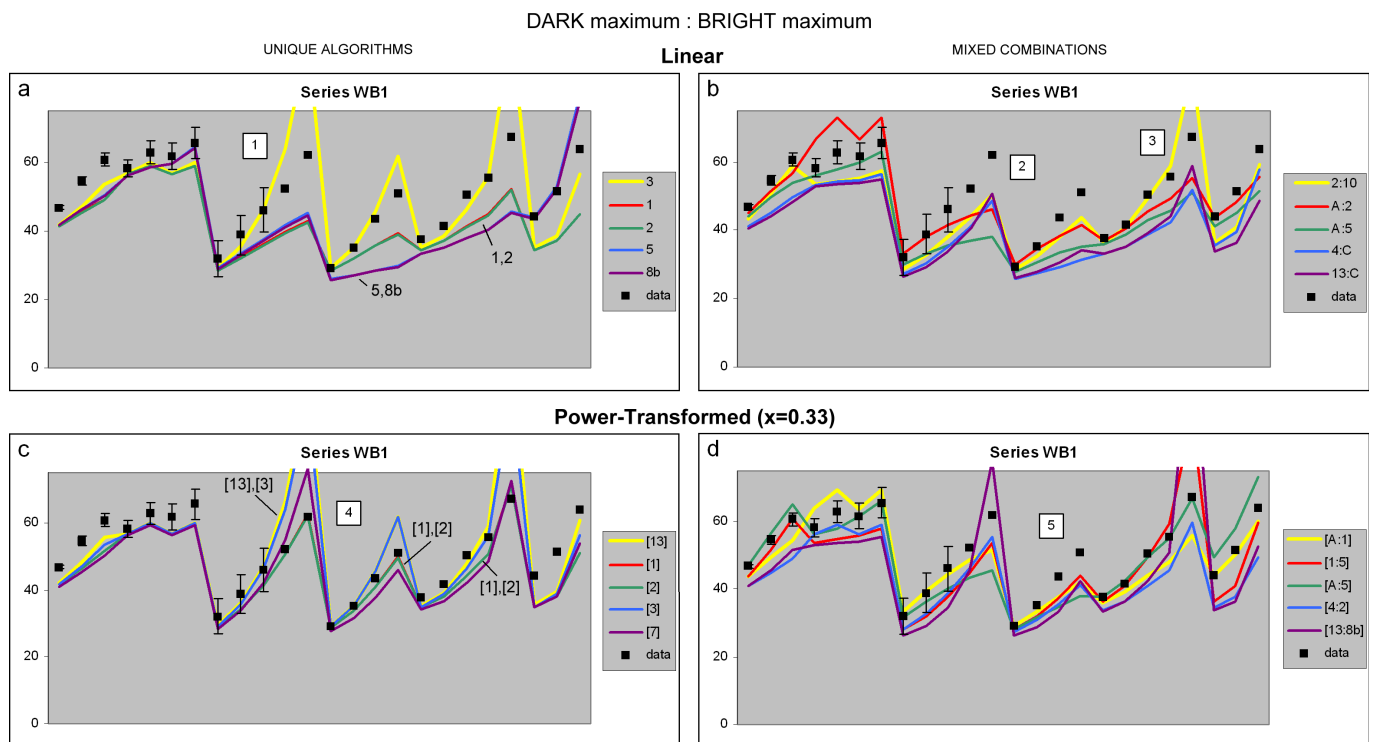 DARK maximum : BRIGHT maximum
UNIQUE ALGORITHMS
MIXED COMBINATIONS
Linear
a
Series WB1
60
40
20
0
1
1,2
5,8b
3
1
2
5
8b
data
b
Series WB1
60
40
20
0
2
3
2:10
A:2
A:5
4:C
13:C
data
Power-Transformed (x=0.33)
c
Series WB1
60
40
20
0
[13],[3]
4
[1],[2]
[1],[2]
[13]
[1]
[2]
[3]
[7]
data
d
Series WB1
60
40
20
0
5
[A:1]
[1:5]
[A:5]
[4:2]
[13:8b]
data